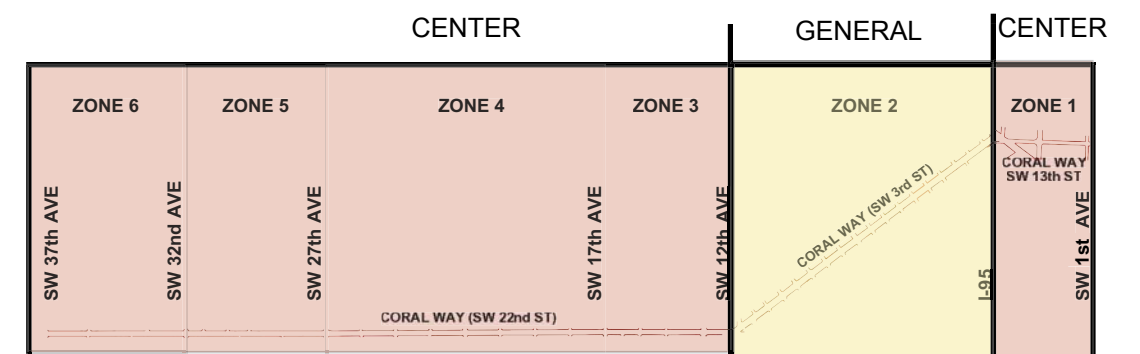 CENTER
GENERAL
CENTER
ZONE 6
ZONE 5
ZONE 4
ZONE 3
ZONE 2
ZONE 1
CORAL WAY
SW 13th ST
CORAL WAY (SW 3rd ST)
SW 37th AVE
SW 32nd AVE
SW 27th AVE
SW 17th AVE
SW 12th AVE
I-95
SW 1st AVE
CORAL WAY (SW 22nd ST)